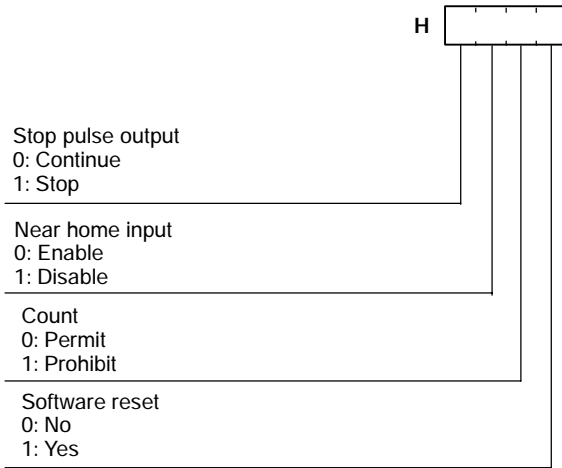 H
Stop pulse output
0: Continue
1: Stop
Near home input
0: Enable
1: Disable
Count
0: Permit
1: Prohibit
Software reset
0: No
1: Yes